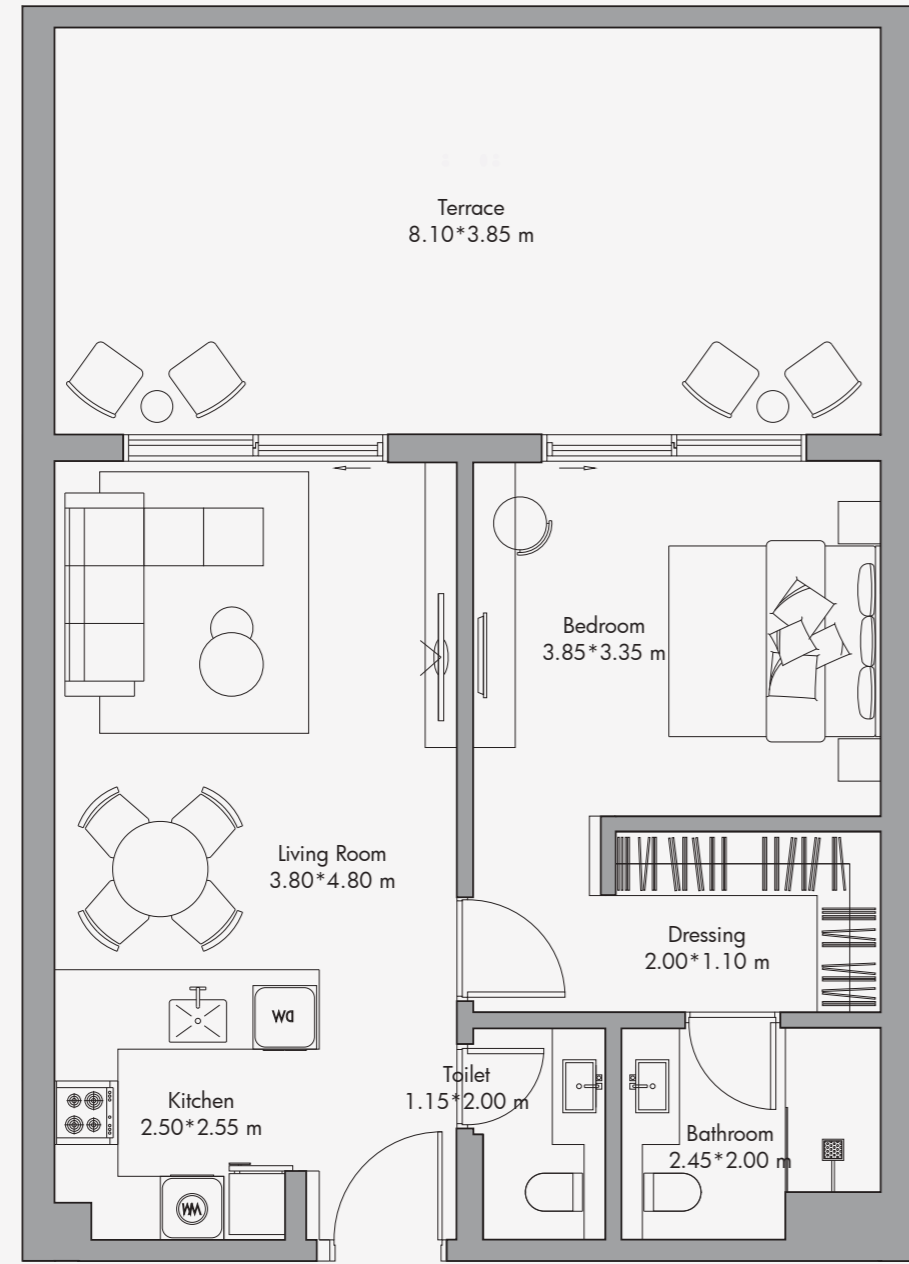 Terrace
8.10*3.85 m
Bedroom
3.85*3.35 m
Living Room
3.80*4.80 m
Dressing
2.00*1.10 m
DW
Toilet
1.15*2.00 m
Kitchen
2.50*2.55 m
Bathroom
2.45*2.00 m
WM